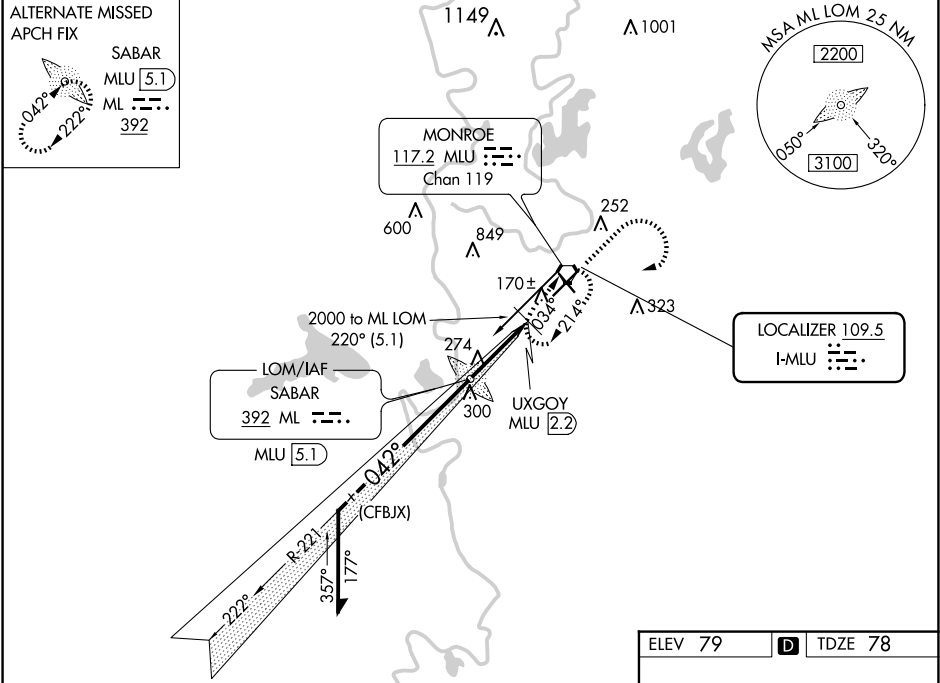 ALTERNATE MISSED
APCH FIX
SABAR
MLU 5.1
ML
392
042°
222°
1149
1001
MSA ML LOM 25 NM
2200
050°
3100
320°
MONROE
117.2 MLU
Chan 119
600
849
252
170±
323
034°
214°
2000 to ML LOM
220° (5.1)
274
LOCALIZER 109.5
I-MLU
LOM/IAF
SABAR
392 ML
300
UXGOY
MLU 2.2
MLU 5.1
042°
(CFBJX)
R-221
222°
357°
177°
ELEV 79 D TDZE 78